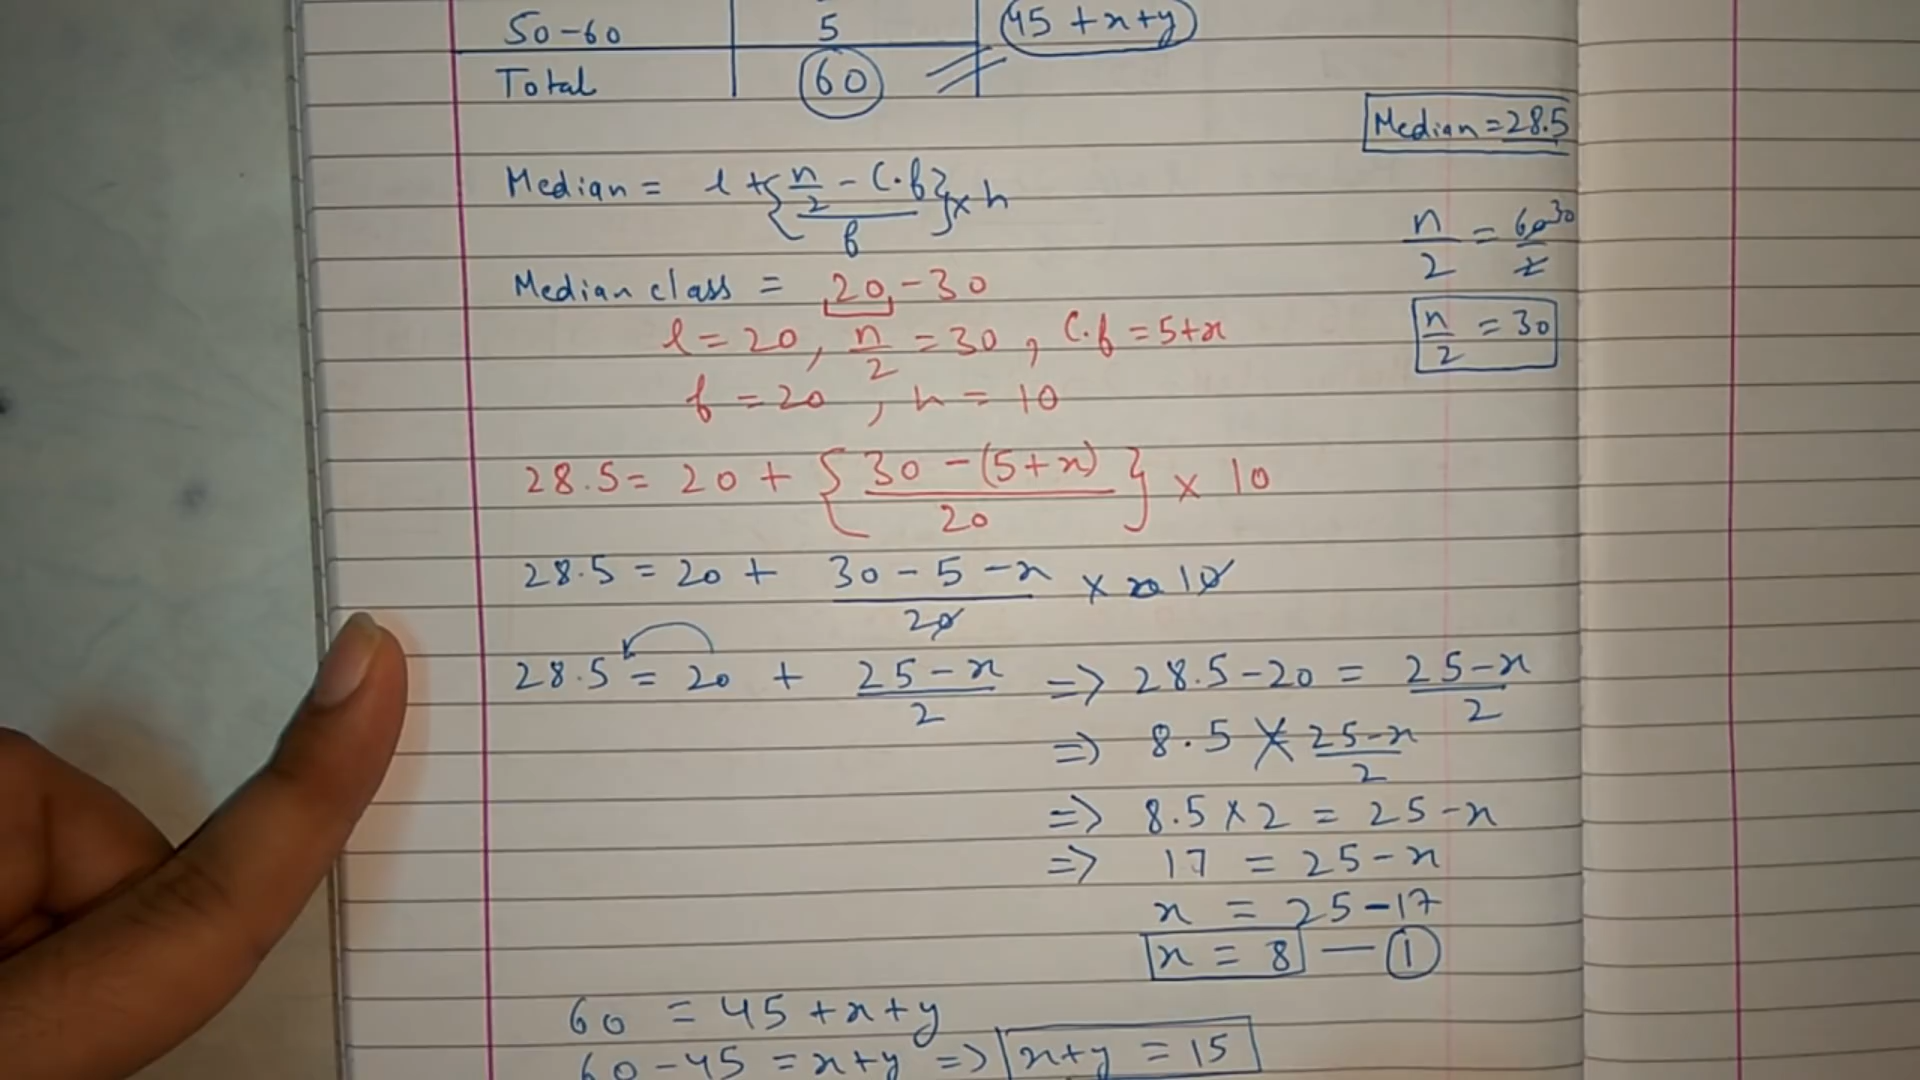 50-60 5 45 + x + y
Total 60
Median = 28.5
Median = l + { n/2 - C.f / f } × h
n/2 = 60/2 30
Median class = 20 - 30
l = 20, n/2 = 30, C.f = 5+x
n/2 = 30
f = 20, h = 10
28.5 = 20 + { 30 - (5+x) / 20 } × 10
28.5 = 20 + 30 - 5 - x / 20 × 10
28.5 = 20 + 25 - x / 2 => 28.5 - 20 = 25 - x / 2
=> 8.5 = 25 - x / 2
=> 8.5 × 2 = 25 - x
=> 17 = 25 - x
x = 25 - 17
x = 8 — 1
60 = 45 + x + y
60 - 45 = x + y => x + y = 15